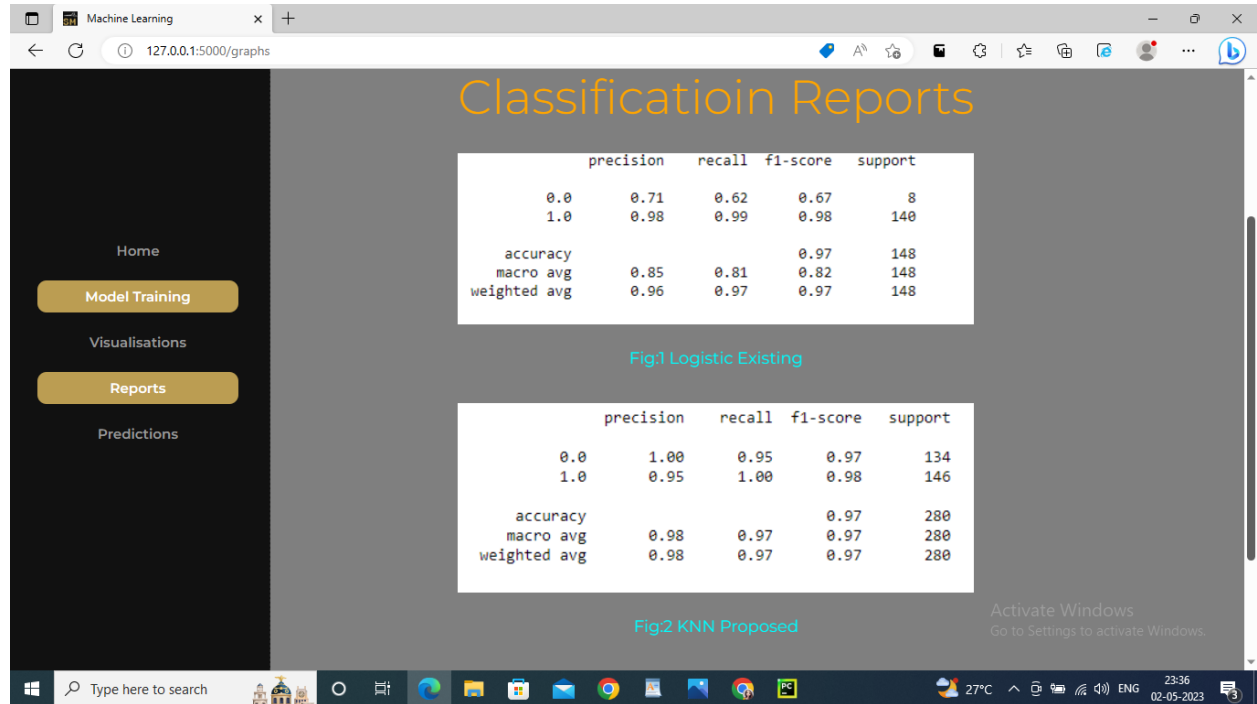 Machine Learning
127.0.0.1:5000/graphs
Classificatioin Reports
precision recall f1-score support
0.0 0.71 0.62 0.67 8
1.0 0.98 0.99 0.98 140
accuracy 0.97 148
macro avg 0.85 0.81 0.82 148
weighted avg 0.96 0.97 0.97 148
Fig:1 Logistic Existing
Home
Model Training
Visualisations
Reports
Predictions
precision recall f1-score support
0.0 1.00 0.95 0.97 134
1.0 0.95 1.00 0.98 146
accuracy 0.97 280
macro avg 0.98 0.97 0.97 280
weighted avg 0.98 0.97 0.97 280
Fig:2 KNN Proposed
Activate Windows
Go to Settings to activate Windows.
Type here to search
PC
27°C
ENG
23:36
02-05-2023
3